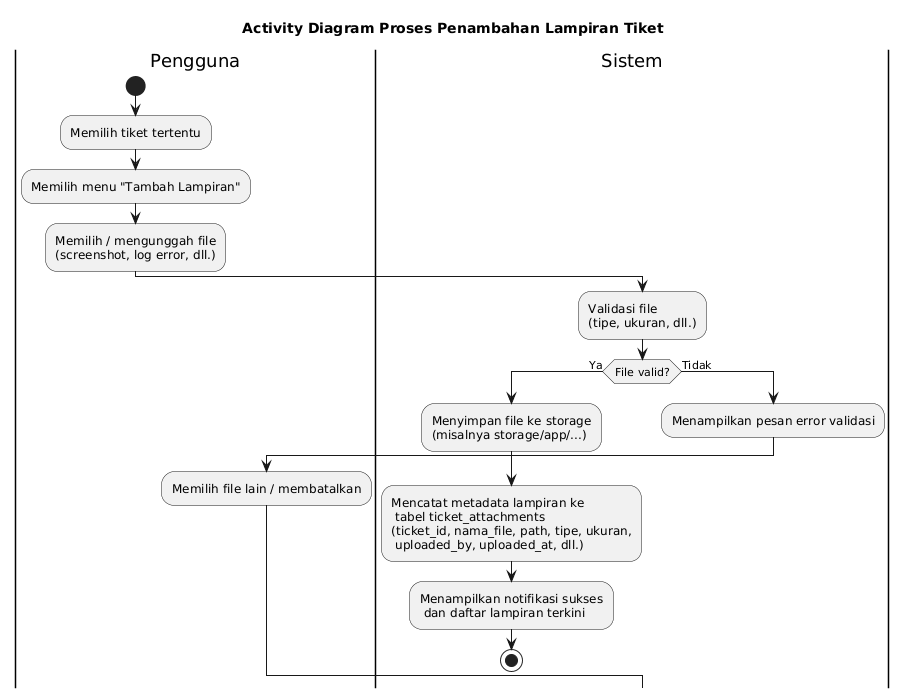 Activity Diagram Proses Penambahan Lampiran Tiket
Pengguna
Sistem
Memilih tiket tertentu
Memilih menu "Tambah Lampiran"
Memilih / mengunggah file
(screenshot, log error, dll.)
Validasi file
(tipe, ukuran, dll.)
Ya
File valid?
Tidak
Menyimpan file ke storage
(misalnya storage/app/...)
Menampilkan pesan error validasi
Memilih file lain / membatalkan
Mencatat metadata lampiran ke
tabel ticket_attachments
(ticket_id, nama_file, path, tipe, ukuran,
uploaded_by, uploaded_at, dll.)
Menampilkan notifikasi sukses
dan daftar lampiran terkini